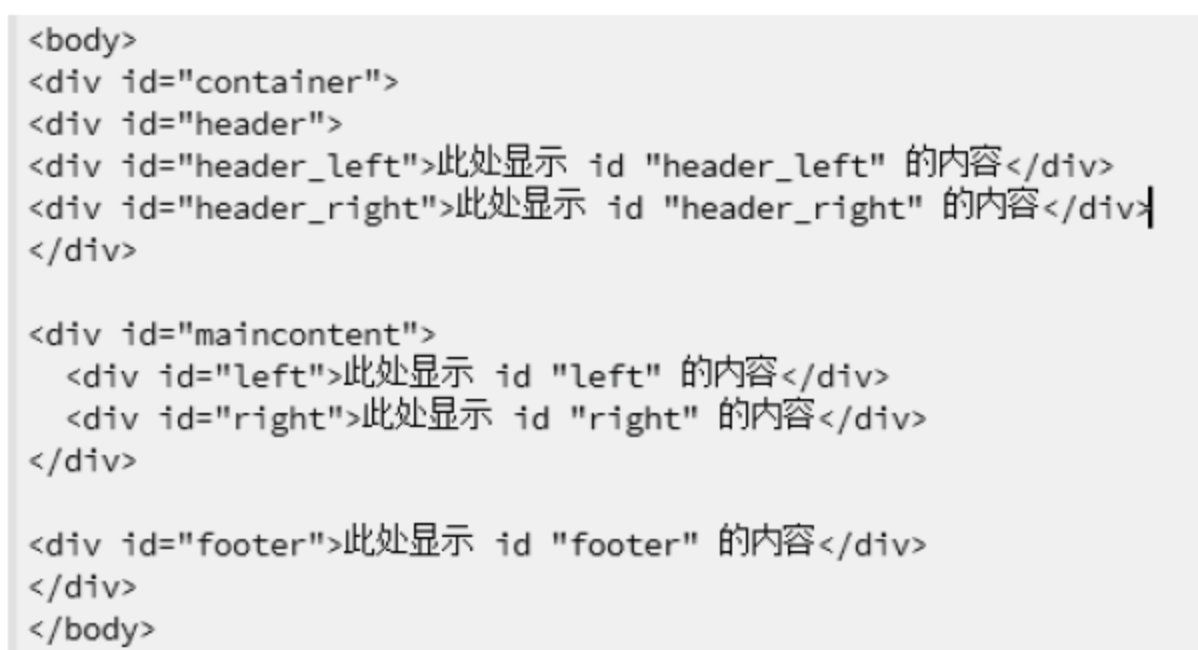 <body>
<div id="container">
<div id="header">
<div id="header_left">此处显示 id "header_left" 的内容</div>
<div id="header_right">此处显示 id "header_right" 的内容</div>
</div>
<div id="maincontent">
<div id="left">此处显示 id "left" 的内容</div>
<div id="right">此处显示 id "right" 的内容</div>
</div>
<div id="footer">此处显示 id "footer" 的内容</div>
</div>
</body>